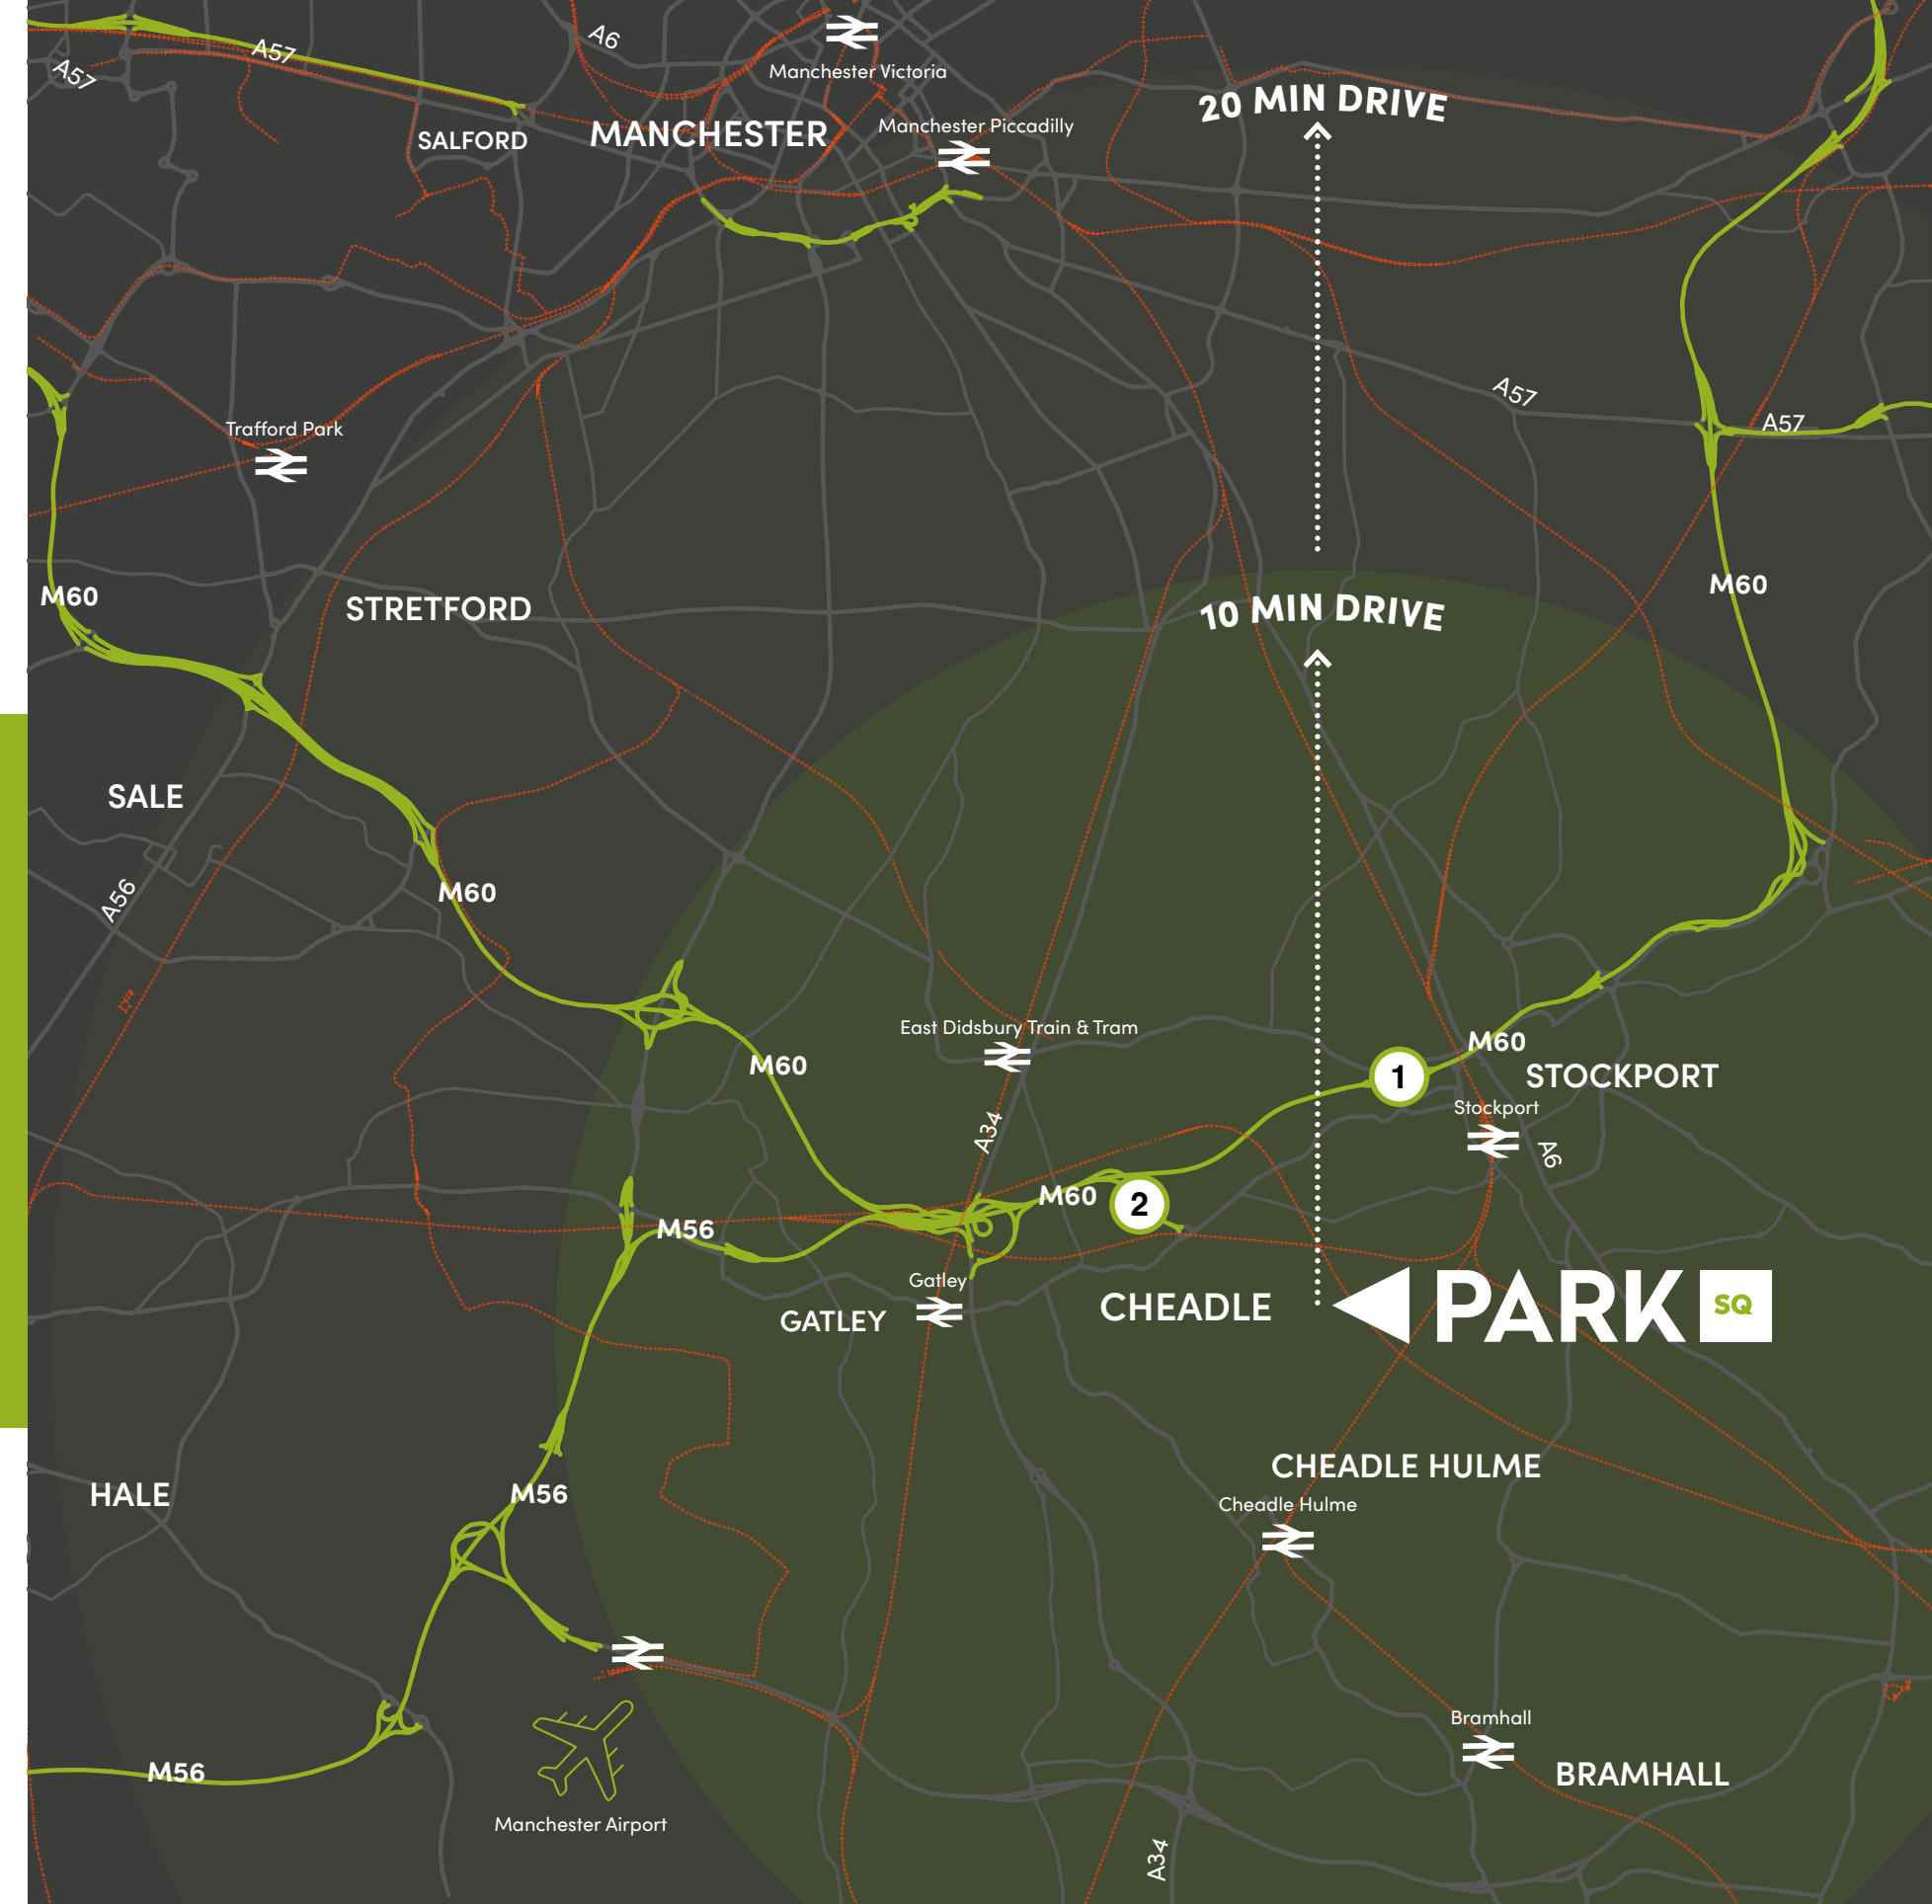 A6
A57
A57
Manchester Victoria
20 MIN DRIVE
Manchester Piccadilly
MANCHESTER
SALFORD
A57
A57
Trafford Park
M60
M60
STRETFORD
10 MIN DRIVE
SALE
M60
A56
East Didsbury Train & Tram
M60
M60
1
STOCKPORT
Stockport
A34
A6
M60
2
M56
Gatley
GATLEY
CHEADLE
PARK SQ
CHEADLE HULME
Cheadle Hulme
HALE
M56
Bramhall
BRAMHALL
M56
Manchester Airport
A34